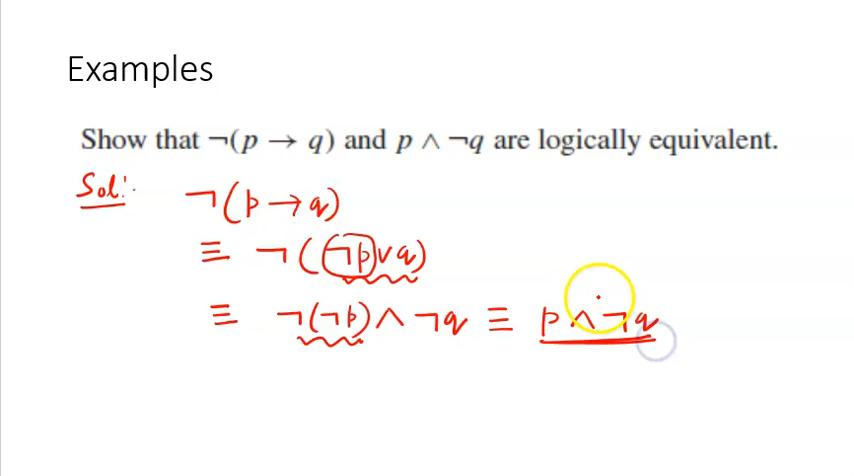 Examples
Show that ¬(p → q) and p ∧ ¬q are logically equivalent.
Sol:· ¬(p→q)
≡ ¬((¬p)∨q)
≡ ¬(¬p)∧ ¬q ≡ p∧¬q